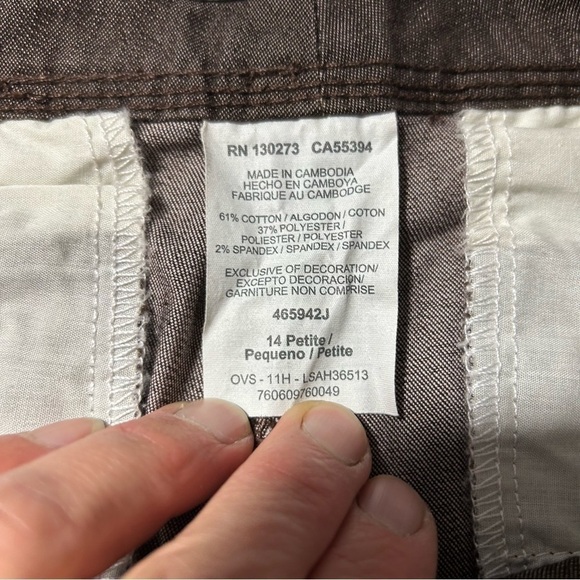 RN 130273 CA55394
MADE IN CAMBODIA
HECHO EN CAMBOYA
FABRIQUE AU CAMBODGE
61% COTTON / ALGODON / COTON
37% POLYESTER /
POLIESTER / POLYESTER
2% SPANDEX / SPANDEX / SPANDEX
EXCLUSIVE OF DECORATION/
EXCEPTO DECORACION/
GARNITURE NON COMPRISE
465942J
14 Petite /
Pequeno / Petite
OVS - 11H - LSAH36513
760609760049